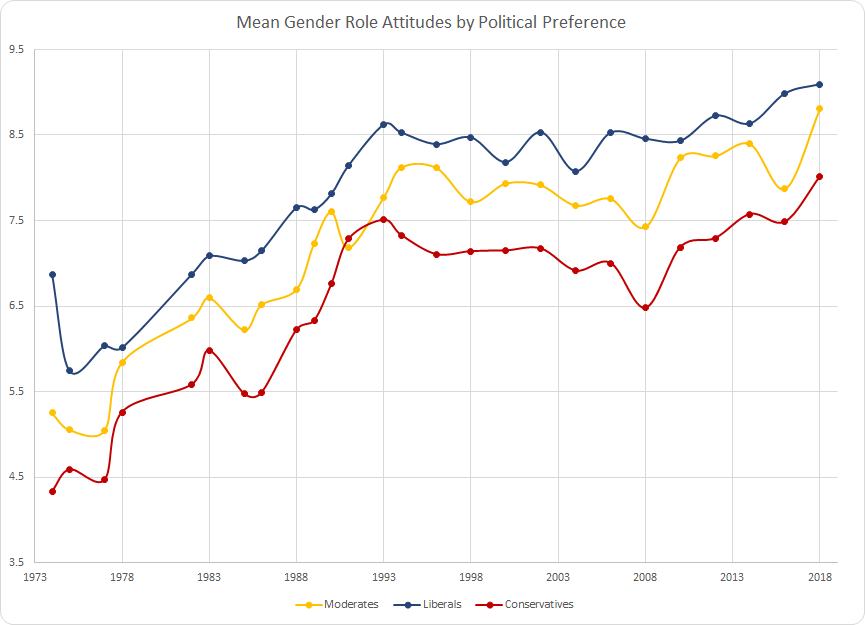 Mean Gender Role Attitudes by Political Preference
9.5
8.5
7.5
6.5
5.5
4.5
3.5
1973 1978 1983 1988 1993 1998 2003 2008 2013 2018
Moderates Liberals Conservatives